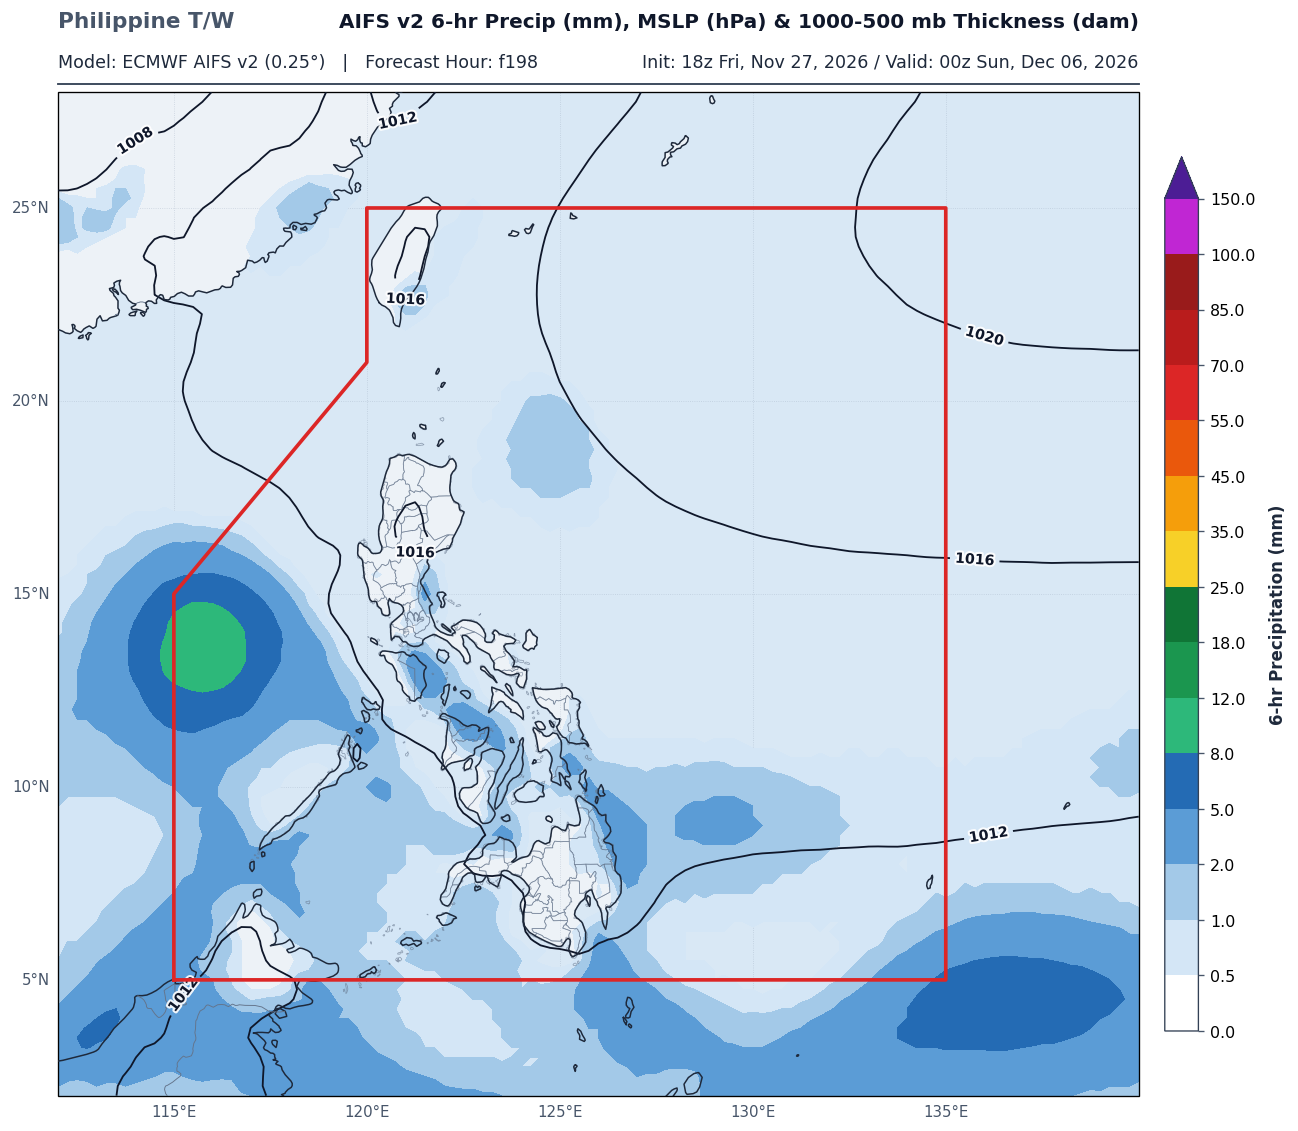 Philippine T/W
AIFS v2 6-hr Precip (mm), MSLP (hPa) & 1000-500 mb Thickness (dam)
Model: ECMWF AIFS v2 (0.25°) | Forecast Hour: f198
Init: 18z Fri, Nov 27, 2026 / Valid: 00z Sun, Dec 06, 2026
1008
1012
25°N
1016
1020
20°N
1016
1016
15°N
10°N
1012
5°N
1012
115°E
120°E
125°E
130°E
135°E
150.0
100.0
85.0
70.0
55.0
45.0
35.0
25.0
18.0
12.0
8.0
5.0
2.0
1.0
0.5
0.0
6-hr Precipitation (mm)